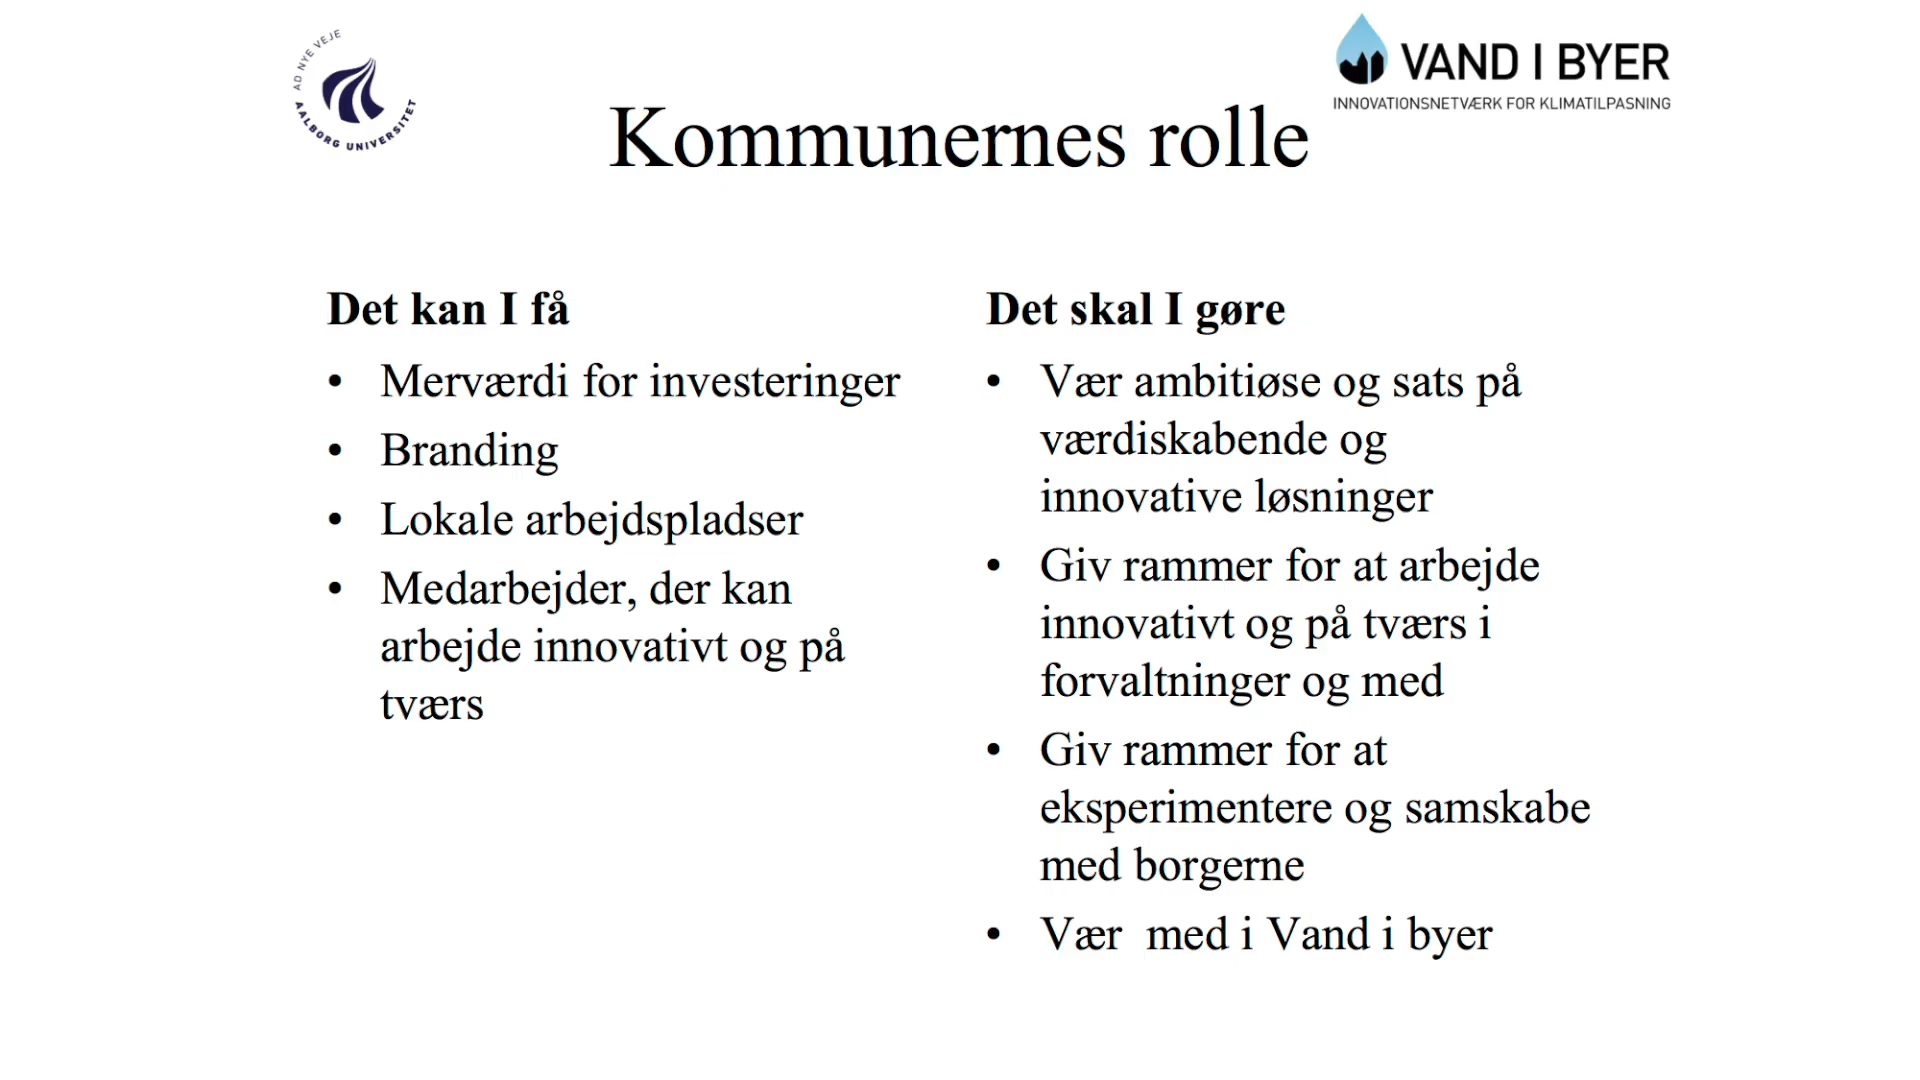 AD NYE VEJE
AALBORG UNIVERSITET
VAND I BYER
INNOVATIONSNETVÆRK FOR KLIMATILPASNING
Kommunernes rolle
Det kan I få
• Merværdi for investeringer
• Branding
• Lokale arbejdspladser
• Medarbejder, der kan
arbejde innovativt og på
tværs
Det skal I gøre
• Vær ambitiøse og sats på
værdiskabende og
innovative løsninger
• Giv rammer for at arbejde
innovativt og på tværs i
forvaltninger og med
• Giv rammer for at
eksperimentere og samskabe
med borgerne
• Vær  med i Vand i byer